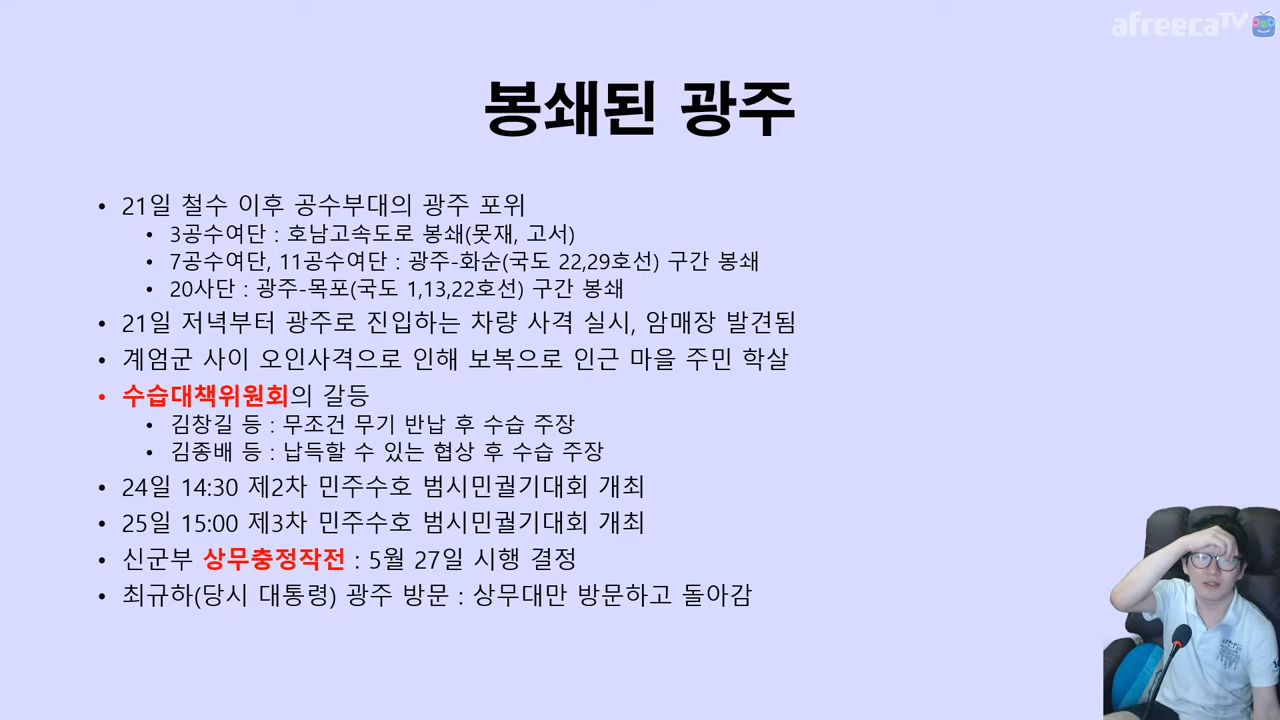 afreecaTV
봉쇄된 광주
• 21일 철수 이후 공수부대의 광주 포위
• 3공수여단 : 호남고속도로 봉쇄(못재, 고서)
• 7공수여단, 11공수여단 : 광주-화순(국도 22,29호선) 구간 봉쇄
• 20사단 : 광주-목포(국도 1,13,22호선) 구간 봉쇄
• 21일 저녁부터 광주로 진입하는 차량 사격 실시, 암매장 발견됨
• 계엄군 사이 오인사격으로 인해 보복으로 인근 마을 주민 학살
• 수습대책위원회의 갈등
• 김창길 등 : 무조건 무기 반납 후 수습 주장
• 김종배 등 : 납득할 수 있는 협상 후 수습 주장
• 24일 14:30 제2차 민주수호 범시민궐기대회 개최
• 25일 15:00 제3차 민주수호 범시민궐기대회 개최
• 신군부 상무충정작전 : 5월 27일 시행 결정
• 최규하(당시 대통령) 광주 방문 : 상무대만 방문하고 돌아감